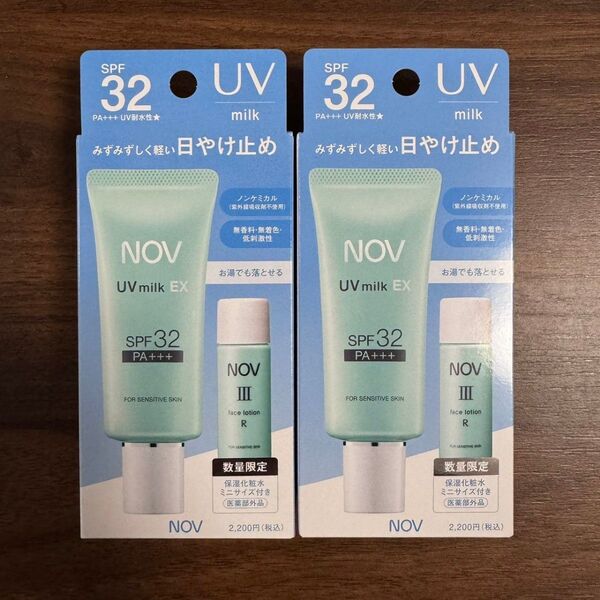 SPF
32
PA+++ UV耐水性★
UV
milk
みずみずしく軽い 日やけ止め
ノンケミカル
(紫外線吸収剤不使用)
無香料・無着色・
低刺激性
お湯でも落とせる
NOV
UV milk EX
SPF 32
PA+++
FOR SENSITIVE SKIN
NOV
III
face lotion
R
FOR SENSITIVE SKIN
数量限定
保湿化粧水
ミニサイズ付き
医薬部外品
NOV
2,200円(税込)
SPF
32
PA+++ UV耐水性★
UV
milk
みずみずしく軽い 日やけ止め
ノンケミカル
(紫外線吸収剤不使用)
無香料・無着色・
低刺激性
お湯でも落とせる
NOV
UV milk EX
SPF 32
PA+++
FOR SENSITIVE SKIN
NOV
III
face lotion
R
FOR SENSITIVE SKIN
数量限定
保湿化粧水
ミニサイズ付き
医薬部外品
NOV
2,200円(税込)